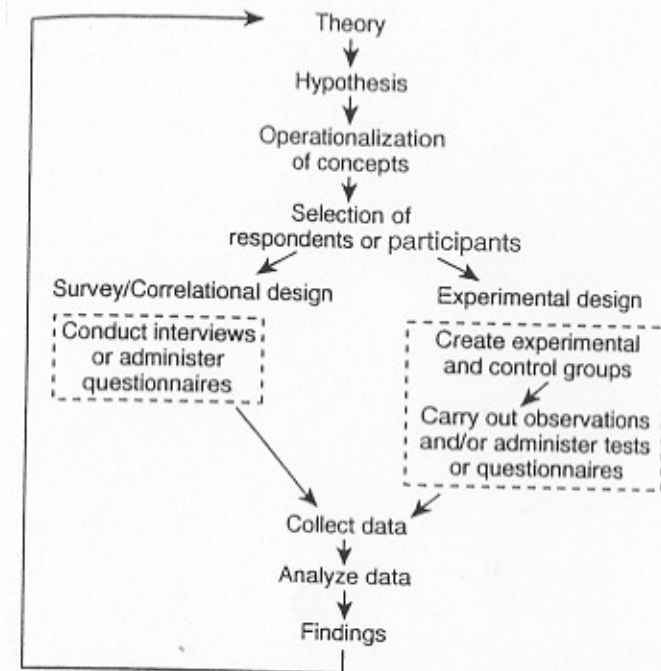 Theory
Hypothesis
Operationalization
of concepts
Selection of
respondents or participants
Survey/Correlational design
Conduct interviews
or administer
questionnaires
Experimental design
Create experimental
and control groups
Carry out observations
and/or administer tests
or questionnaires
Collect data
Analyze data
Findings